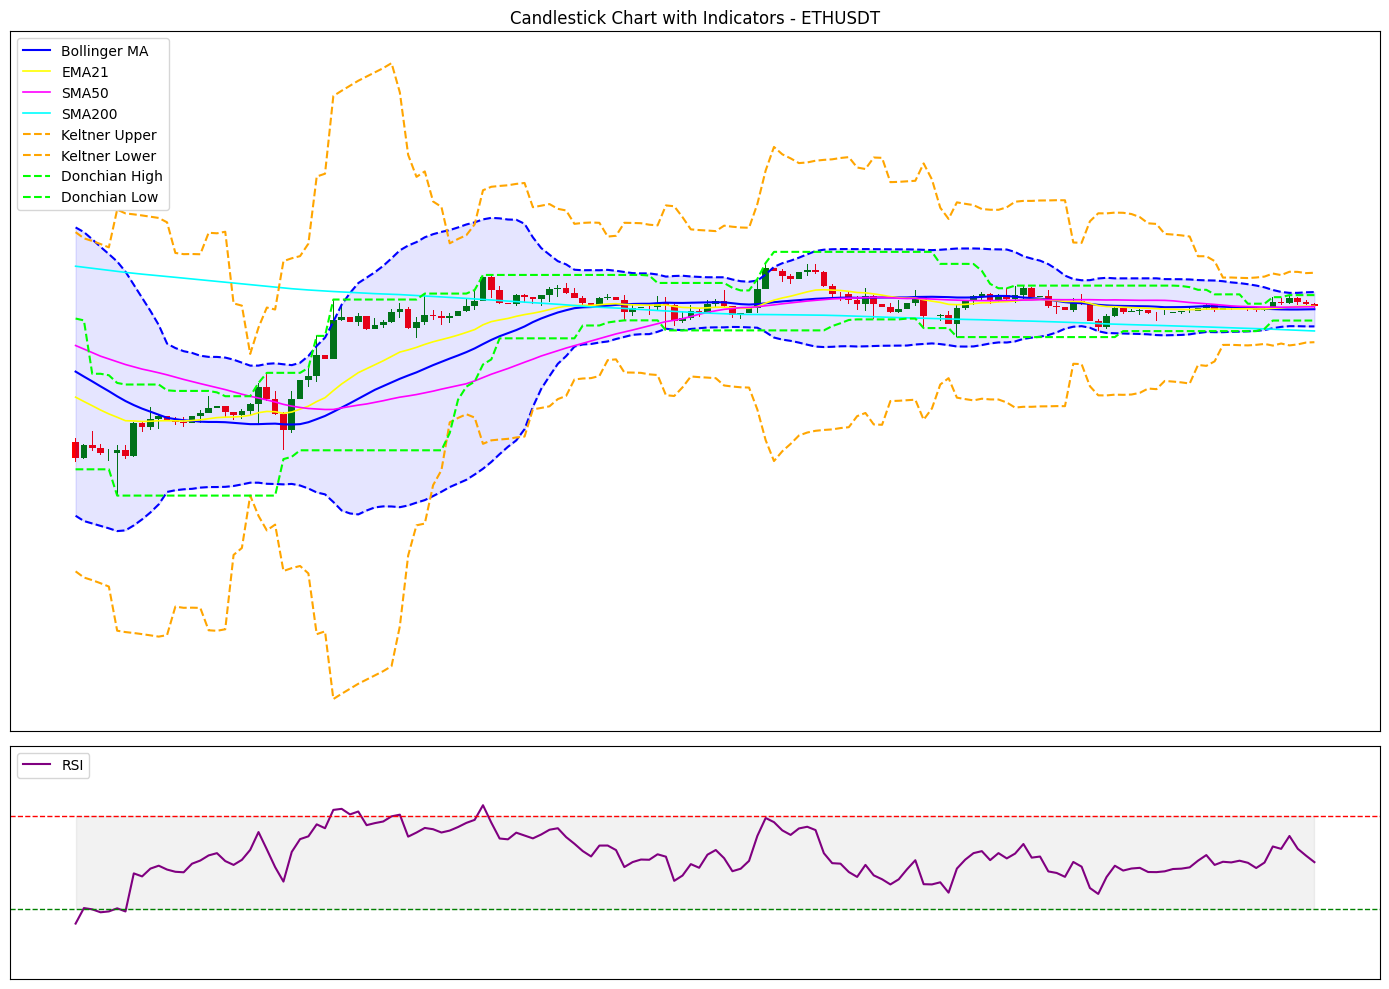 Candlestick Chart with Indicators - ETHUSDT
Bollinger MA
EMA21
SMA50
SMA200
Keltner Upper
Keltner Lower
Donchian High
Donchian Low
RSI